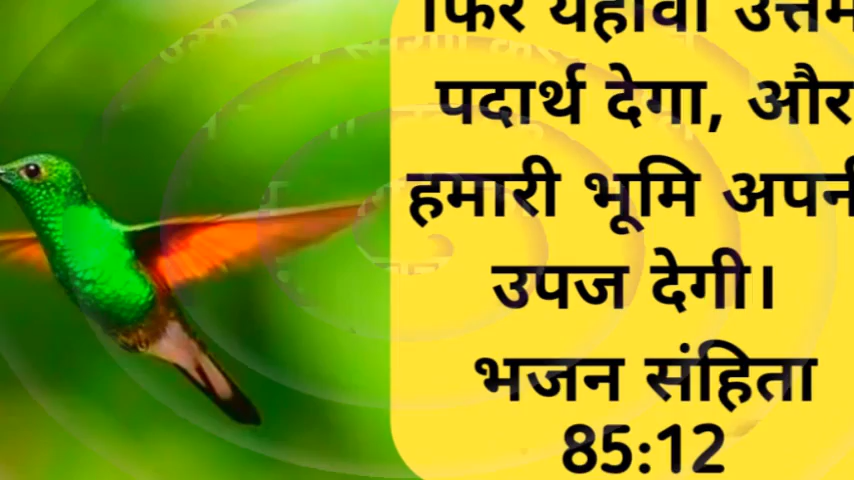 फिर यहोवा उत्तम
पदार्थ देगा, और
हमारी भूमि अपनी
उपज देगी।
भजन संहिता
85:12